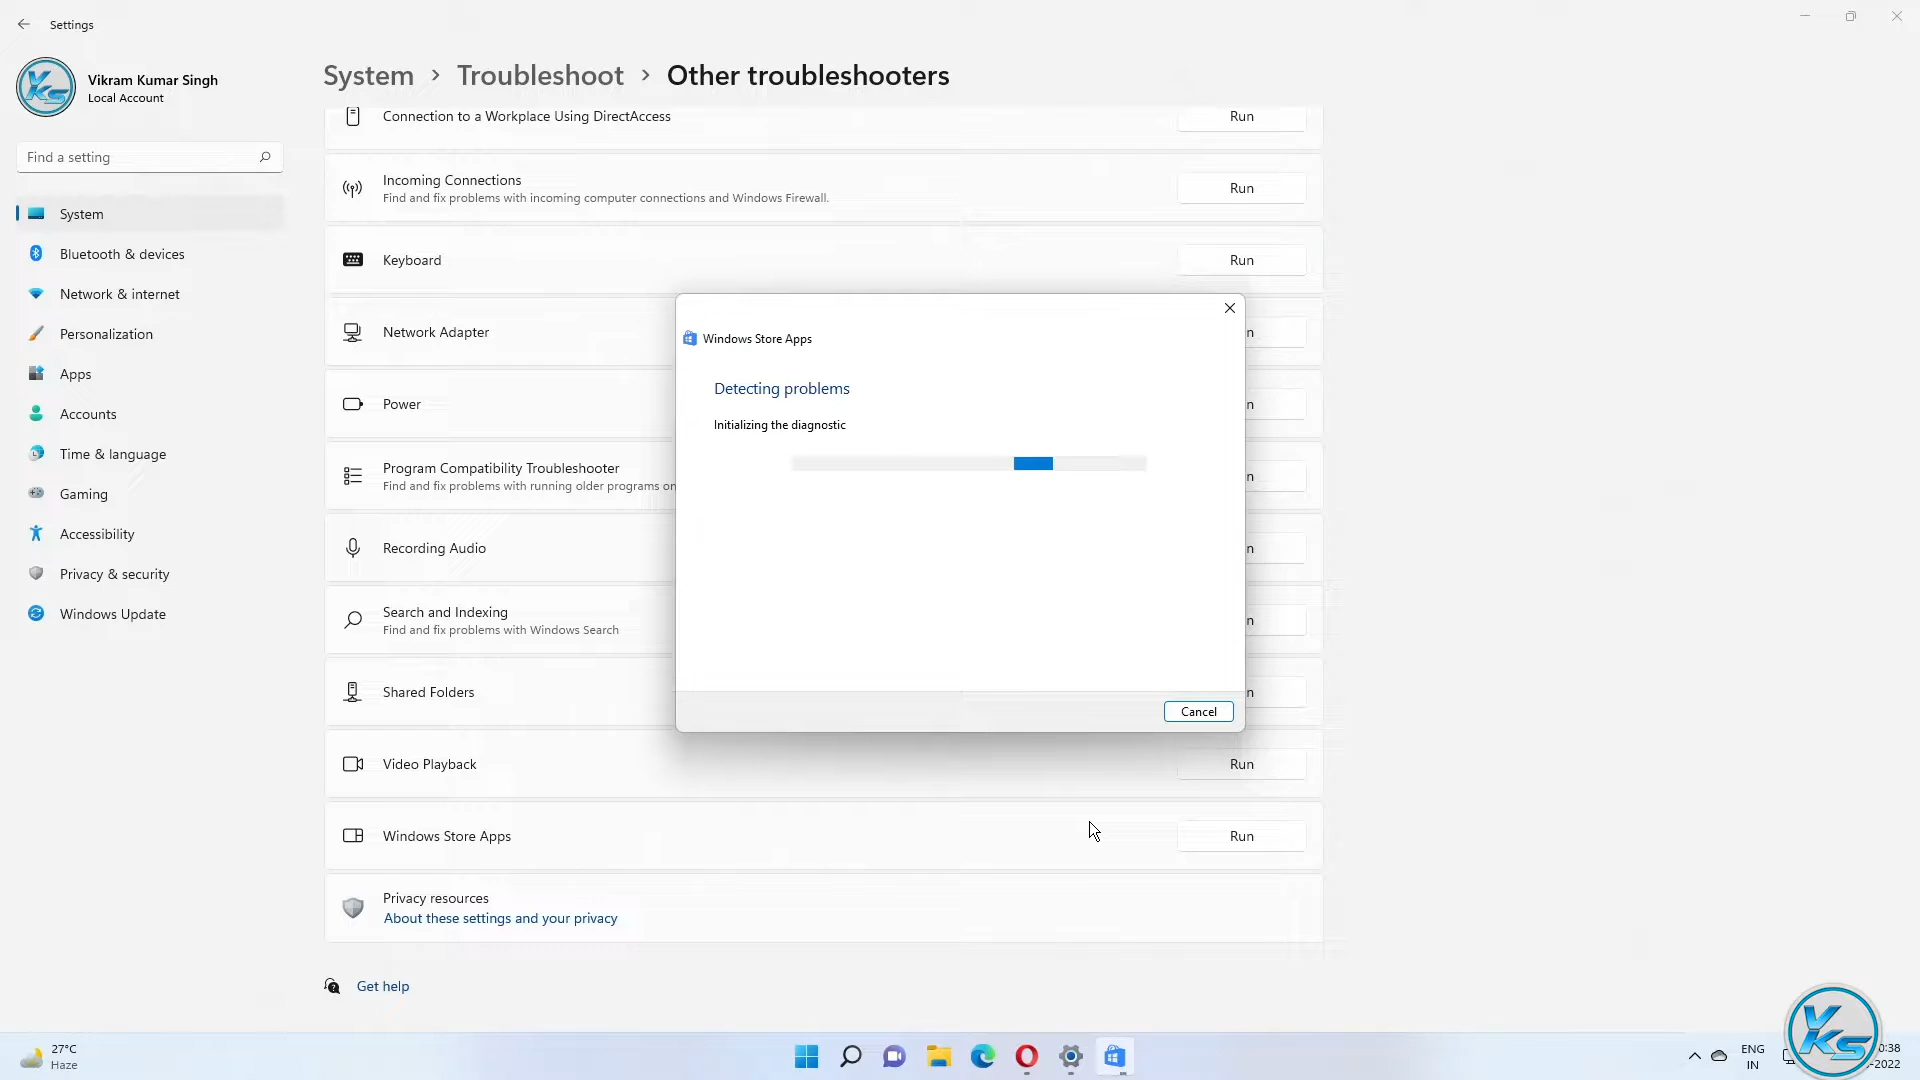 Settings
Vikram Kumar Singh
Local Account
Find a setting
System
Bluetooth & devices
Network & internet
Personalization
Apps
Accounts
Time & language
Gaming
Accessibility
Privacy & security
Windows Update
System > Troubleshoot > Other troubleshooters
Connection to a Workplace Using DirectAccess
Run
Incoming Connections
Find and fix problems with incoming computer connections and Windows Firewall.
Run
Keyboard
Run
Network Adapter
n
Power
n
Program Compatibility Troubleshooter
Find and fix problems with running older programs on
n
Recording Audio
n
Search and Indexing
Find and fix problems with Windows Search
n
Shared Folders
n
Video Playback
Run
Windows Store Apps
Run
Privacy resources
About these settings and your privacy
Get help
Windows Store Apps
Detecting problems
Initializing the diagnostic
Cancel
27°C
Haze
ENG
IN
0:38
-2022
VKS